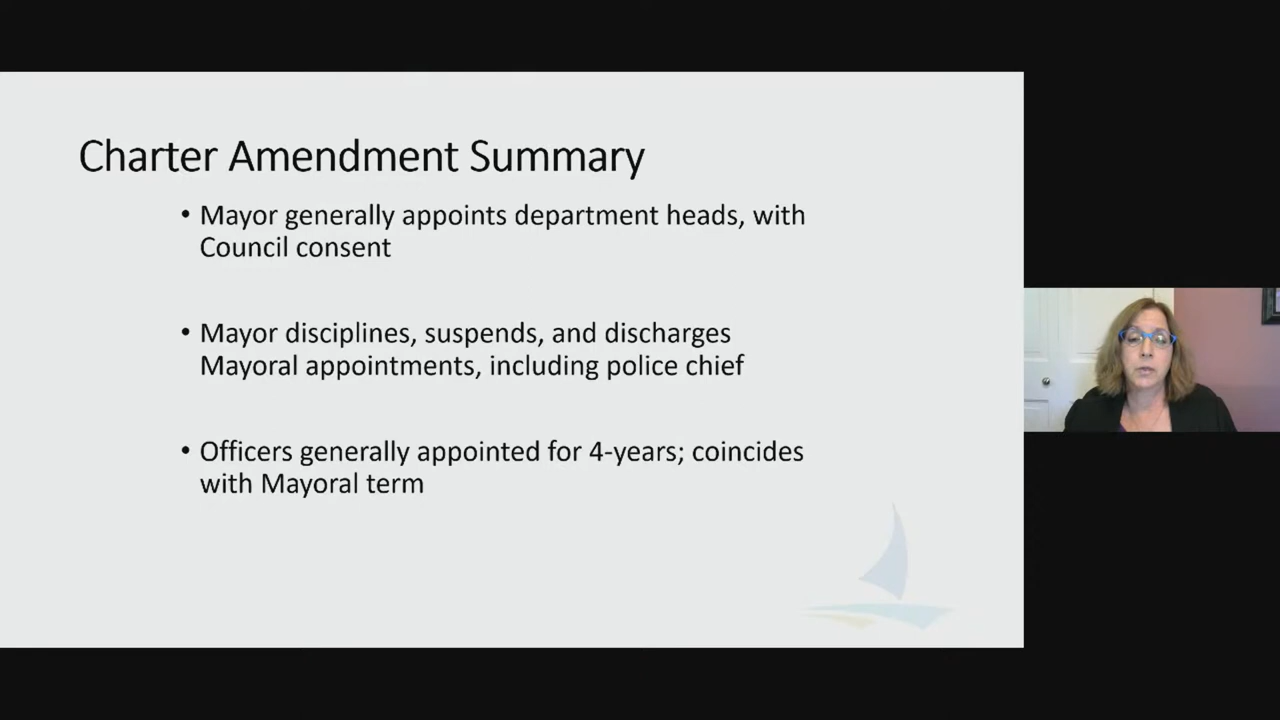 Charter Amendment Summary
• Mayor generally appoints department heads, with
Council consent
• Mayor disciplines, suspends, and discharges
Mayoral appointments, including police chief
• Officers generally appointed for 4-years; coincides
with Mayoral term